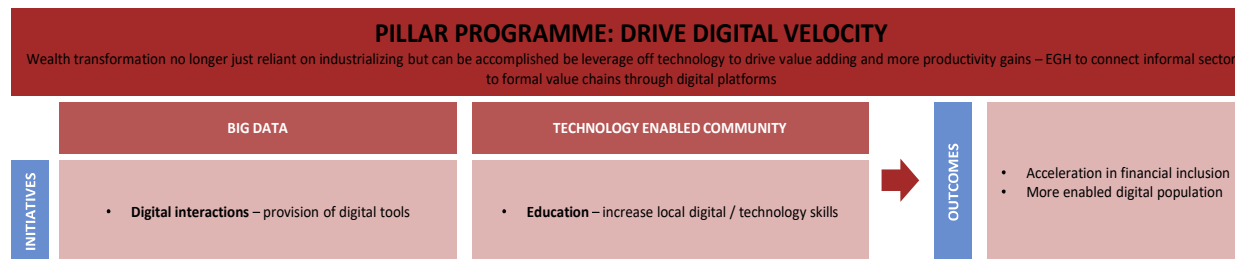 PILLAR PROGRAMME: DRIVE DIGITAL VELOCITY
Wealth transformation no longer just reliant on industrializing but can be accomplished be leverage off technology to drive value adding and more productivity gains – EGH to connect informal sector
to formal value chains through digital platforms
BIG DATA
TECHNOLOGY ENABLED COMMUNITY
INITIATIVES
• Digital interactions – provision of digital tools
• Education – increase local digital / technology skills
OUTCOMES
• Acceleration in financial inclusion
• More enabled digital population